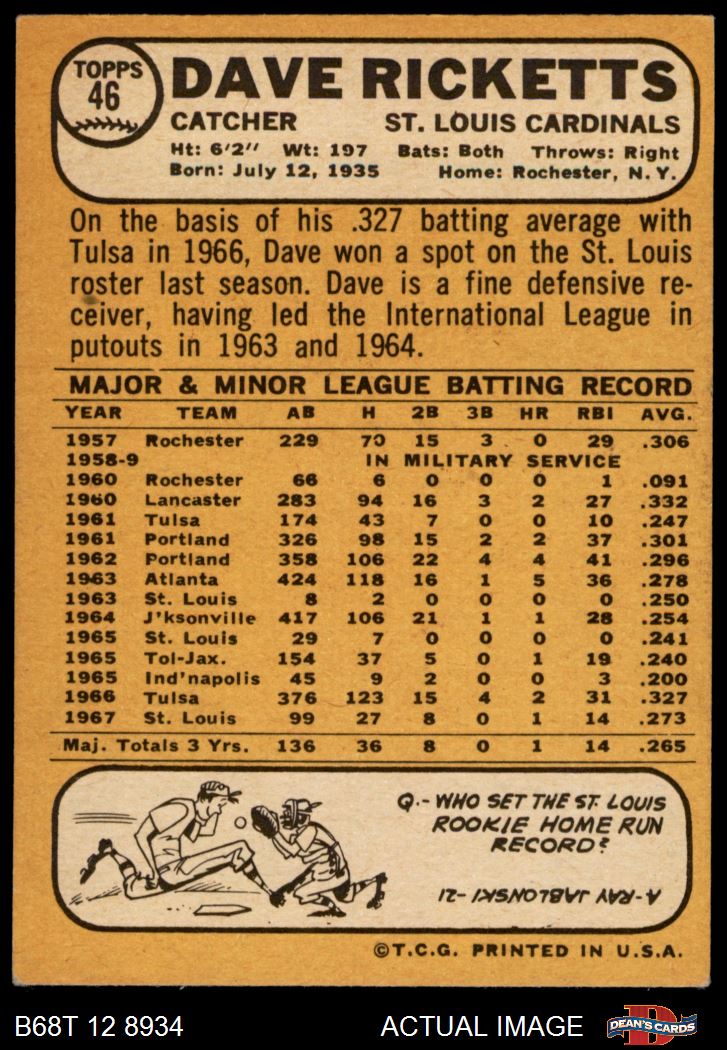 TOPPS
46
DAVE RICKETTS
CATCHER ST. LOUIS CARDINALS
Ht: 6'2" Wt: 197 Bats: Both Throws: Right
Born: July 12, 1935 Home: Rochester, N.Y.
On the basis of his .327 batting average with
Tulsa in 1966, Dave won a spot on the St. Louis
roster last season. Dave is a fine defensive re-
ceiver, having led the International League in
putouts in 1963 and 1964.
MAJOR & MINOR LEAGUE BATTING RECORD
YEAR TEAM AB H 2B 3B HR RBI AVG.
1957 Rochester 229 70 15 3 0 29 .306
1958-9 IN MILITARY SERVICE
1960 Rochester 66 6 0 0 0 1 .091
1960 Lancaster 283 94 16 3 2 27 .332
1961 Tulsa 174 43 7 0 0 10 .247
1961 Portland 326 98 15 2 2 37 .301
1962 Portland 358 106 22 4 4 41 .296
1963 Atlanta 424 118 16 1 5 36 .278
1963 St. Louis 8 2 0 0 0 0 .250
1964 J'ksonville 417 106 21 1 1 28 .254
1965 St. Louis 29 7 0 0 0 0 .241
1965 Tol-Jax. 154 37 5 0 1 19 .240
1965 Ind'napolis 45 9 2 0 0 3 .200
1966 Tulsa 376 123 15 4 2 31 .327
1967 St. Louis 99 27 8 0 1 14 .273
Maj. Totals 3 Yrs. 136 36 8 0 1 14 .265
Q.- WHO SET THE ST. LOUIS
ROOKIE HOME RUN
RECORD?
A-RAY JABLONSKI-21
©T.C.G. PRINTED IN U.S.A.
B68T 12 8934 ACTUAL IMAGE
D
DEAN'S CARDS